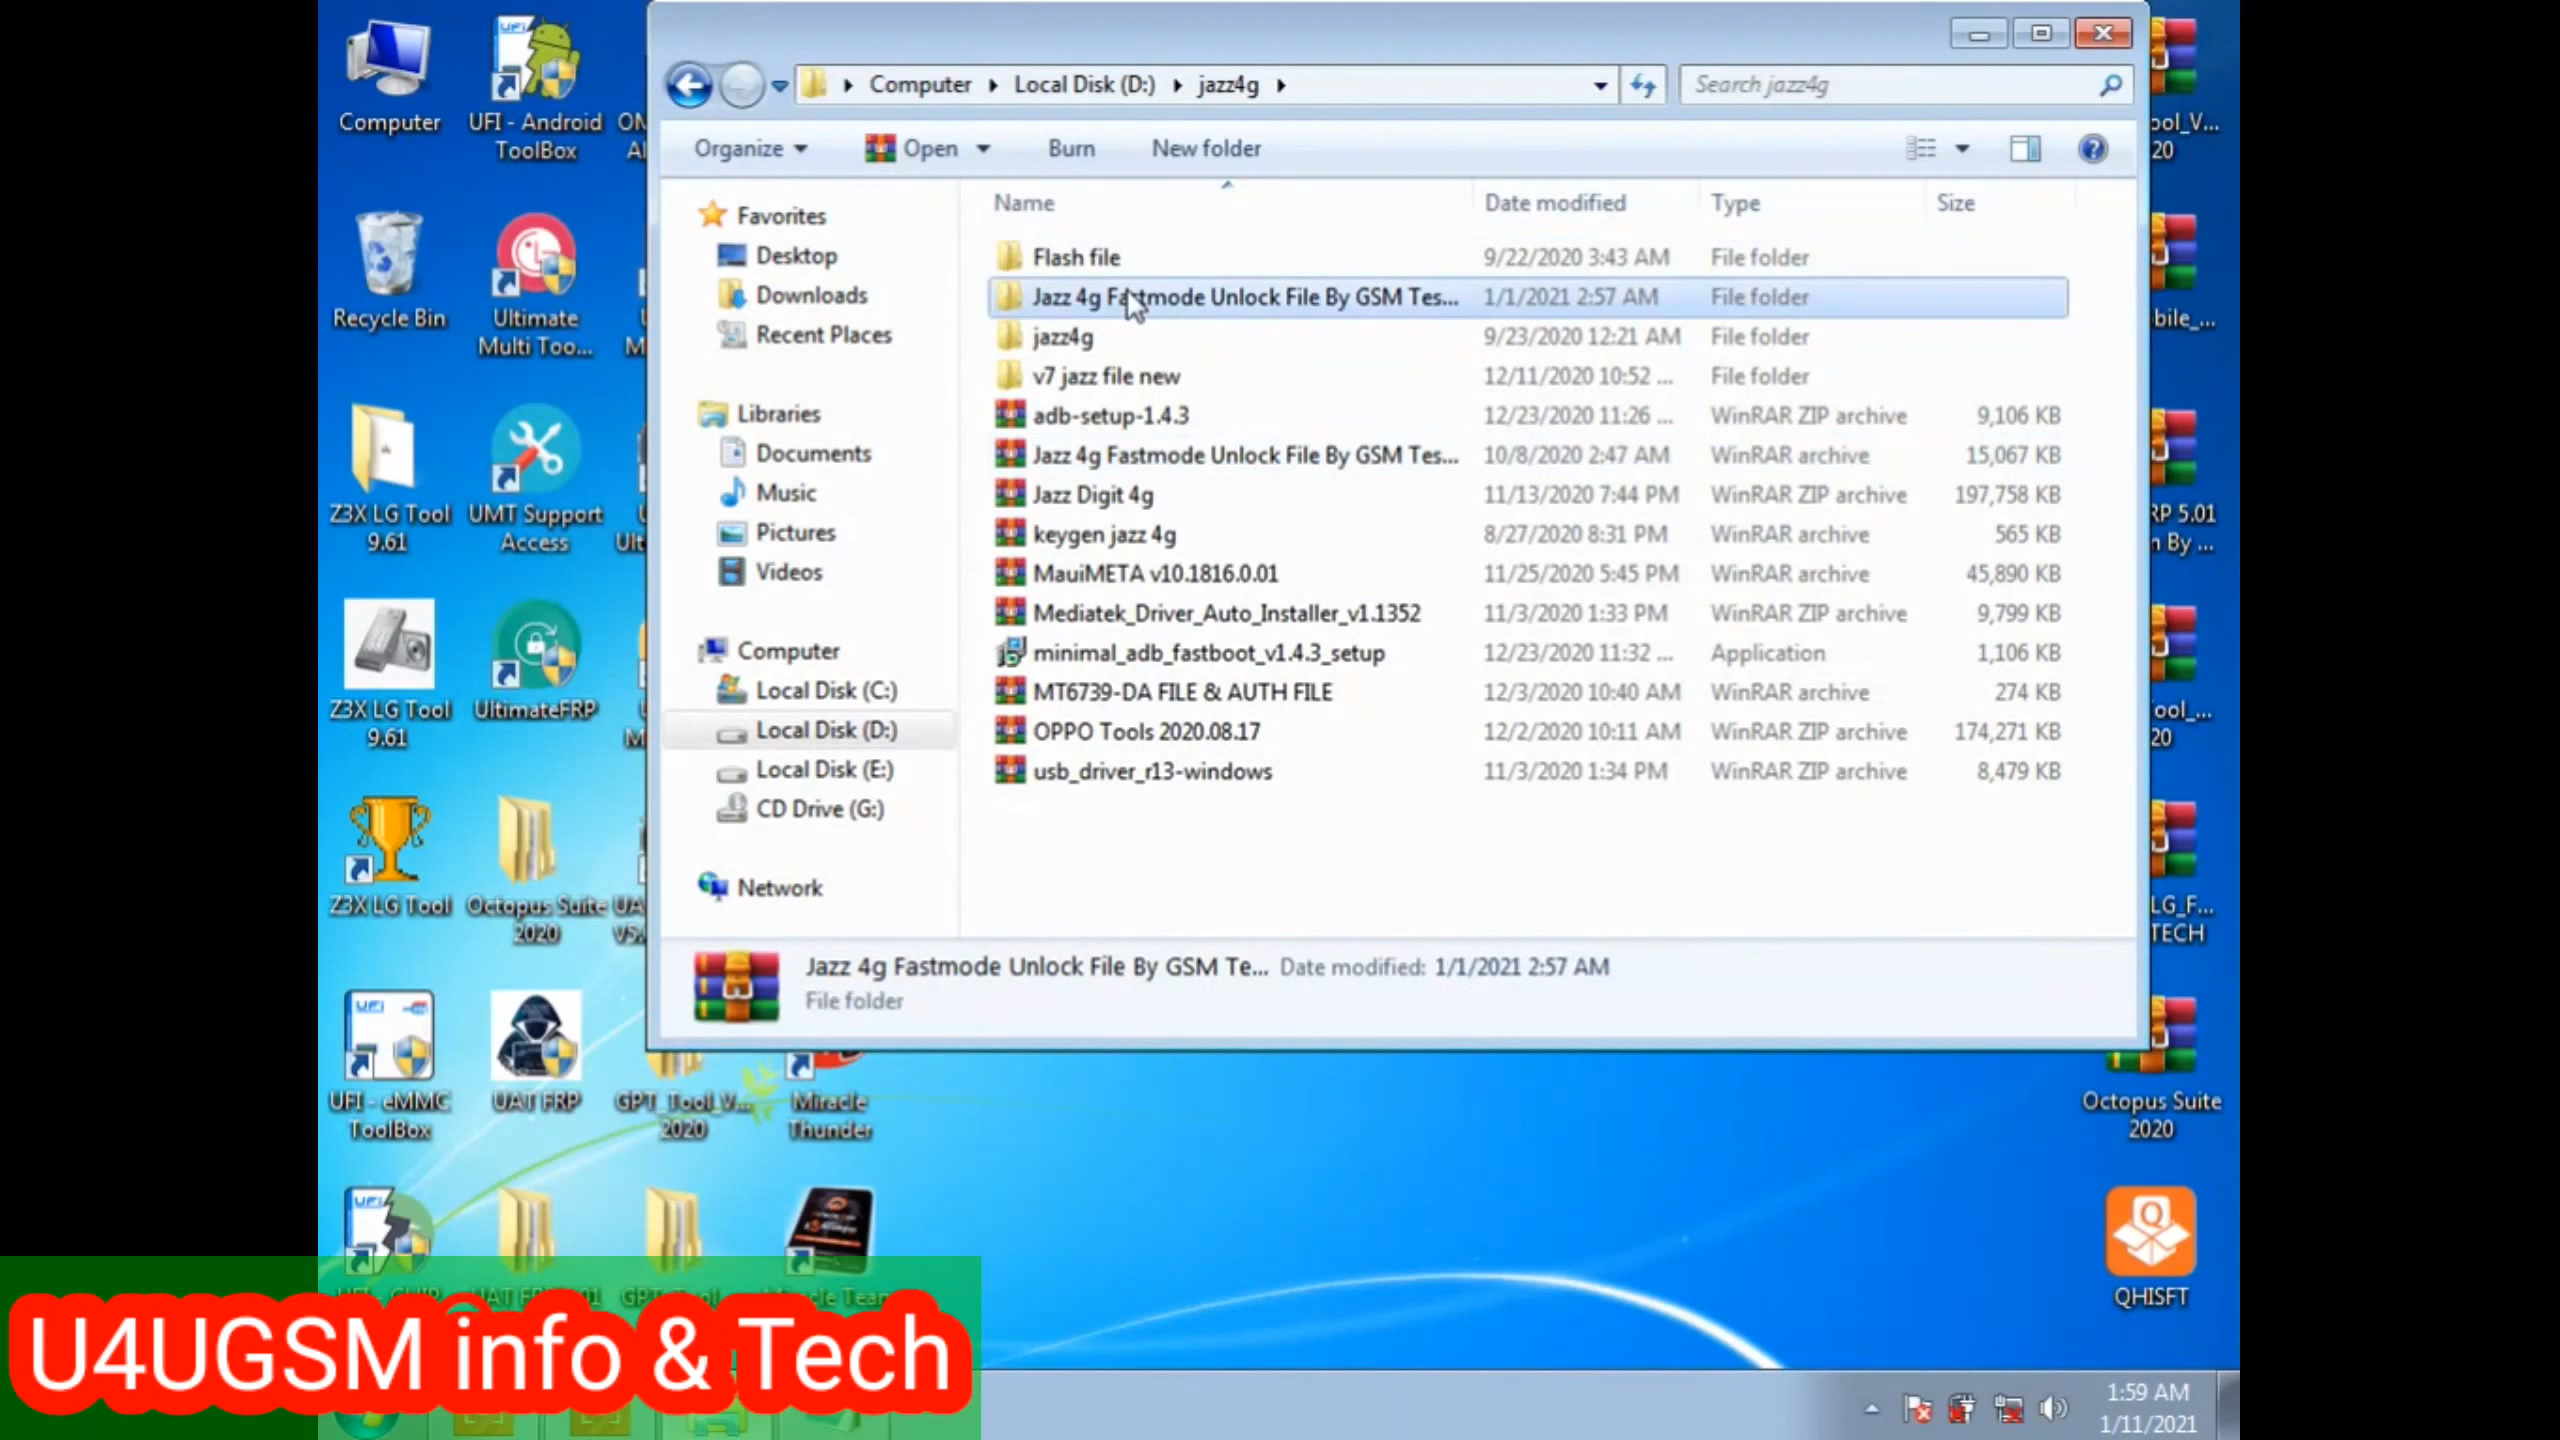 Computer
UFI - Android
ToolBox
Recycle Bin
Ultimate
Multi Too...
Z3X LG Tool
9.61
UMT Support
Access
Z3X LG Tool
9.61
UltimateFRP
Z3X LG Tool
Octopus Suite
2020
UFI - eMMC
ToolBox
UAT FRP
GPT_Tool_V...
2020
Miracle
Thunder
Computer
Local Disk (D:)
jazz4g
Search jazz4g
Organize
Open
Burn
New folder
Favorites
Desktop
Downloads
Recent Places
Libraries
Documents
Music
Pictures
Videos
Computer
Local Disk (C:)
Local Disk (D:)
Local Disk (E:)
CD Drive (G:)
Network
Name Date modified Type Size
Flash file 9/22/2020 3:43 AM File folder
Jazz 4g Fastmode Unlock File By GSM Tes... 1/1/2021 2:57 AM File folder
jazz4g 9/23/2020 12:21 AM File folder
v7 jazz file new 12/11/2020 10:52 ... File folder
adb-setup-1.4.3 12/23/2020 11:26 ... WinRAR ZIP archive 9,106 KB
Jazz 4g Fastmode Unlock File By GSM Tes... 10/8/2020 2:47 AM WinRAR archive 15,067 KB
Jazz Digit 4g 11/13/2020 7:44 PM WinRAR ZIP archive 197,758 KB
keygen jazz 4g 8/27/2020 8:31 PM WinRAR archive 565 KB
MauiMETA v10.1816.0.01 11/25/2020 5:45 PM WinRAR archive 45,890 KB
Mediatek_Driver_Auto_Installer_v1.1352 11/3/2020 1:33 PM WinRAR ZIP archive 9,799 KB
minimal_adb_fastboot_v1.4.3_setup 12/23/2020 11:32 ... Application 1,106 KB
MT6739-DA FILE & AUTH FILE 12/3/2020 10:40 AM WinRAR archive 274 KB
OPPO Tools 2020.08.17 12/2/2020 10:11 AM WinRAR ZIP archive 174,271 KB
usb_driver_r13-windows 11/3/2020 1:34 PM WinRAR ZIP archive 8,479 KB
Jazz 4g Fastmode Unlock File By GSM Te... Date modified: 1/1/2021 2:57 AM
File folder
ool_V...
20
bile_...
RP 5.01
n By ...
ool_...
20
LG_F...
TECH
Octopus Suite
2020
QHISFT
U4UGSM info & Tech
1:59 AM
1/11/2021